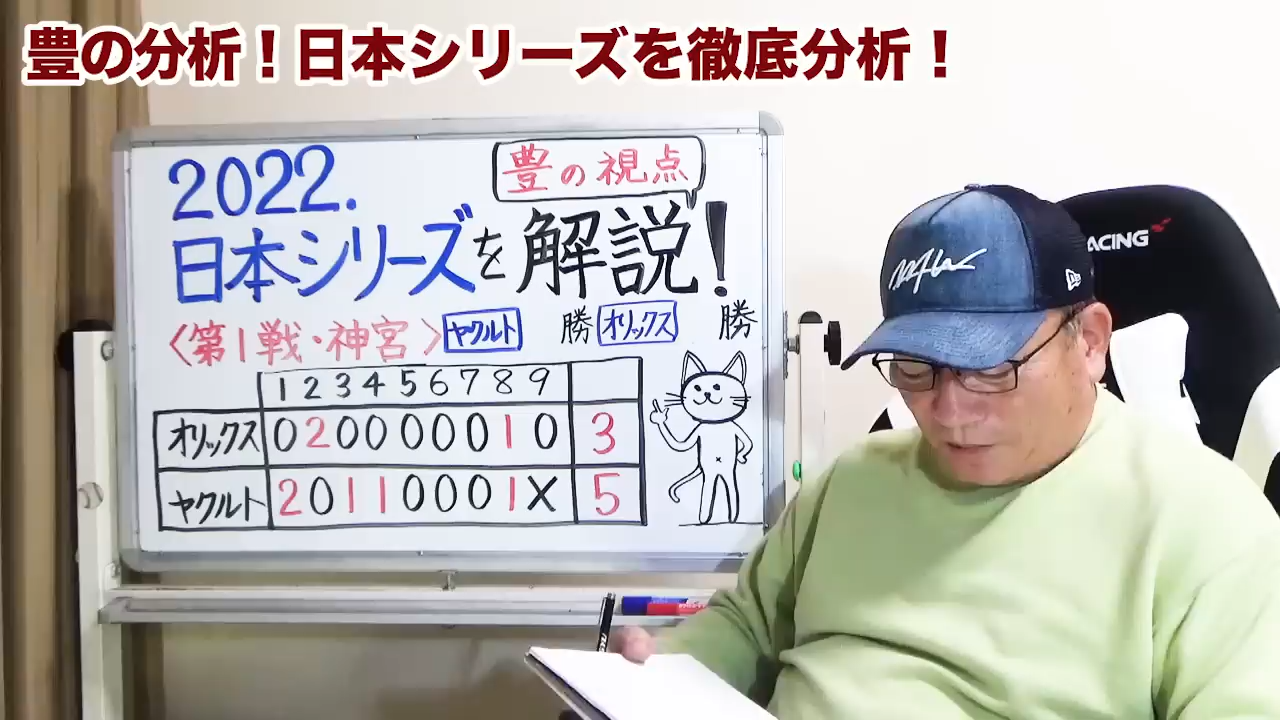 豊の分析！日本シリーズを徹底分析！
豊の視点
2022.
日本シリーズを解説!
〈第1戦・神宮〉ヤクルト 勝 オリックス 勝
1 2 3 4 5 6 7 8 9
オリックス 0 2 0 0 0 0 0 1 0 3
ヤクルト 2 0 1 1 0 0 0 1 X 5
ACING